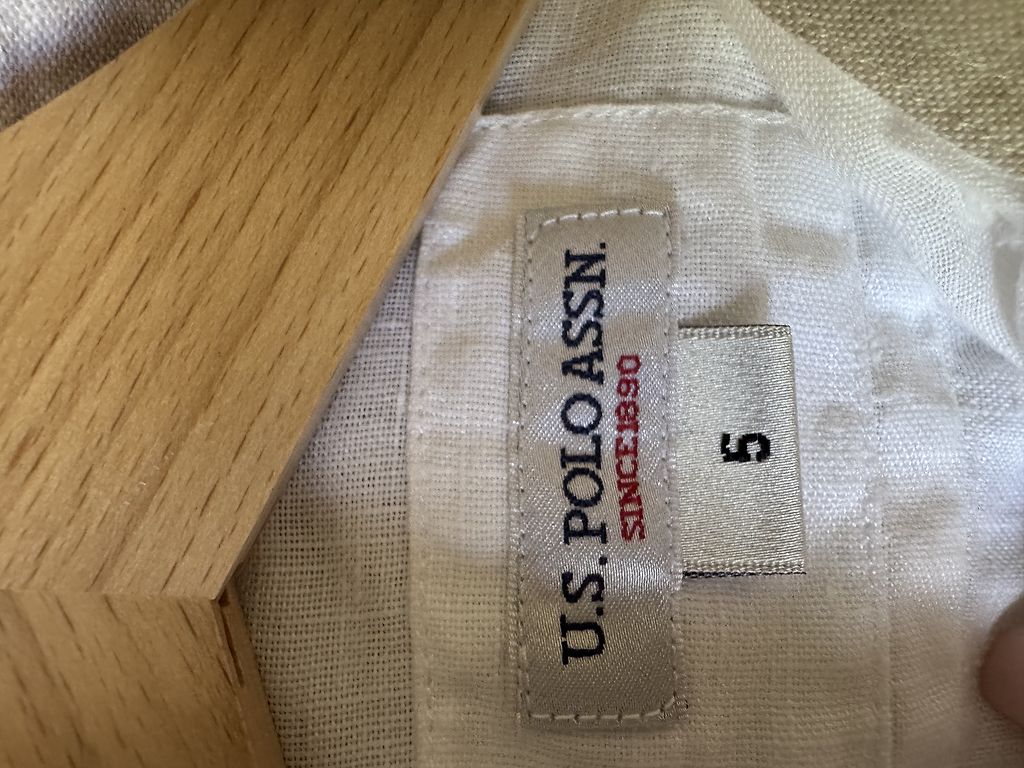 U.S. POLO ASSN.
SINCE 1890
5